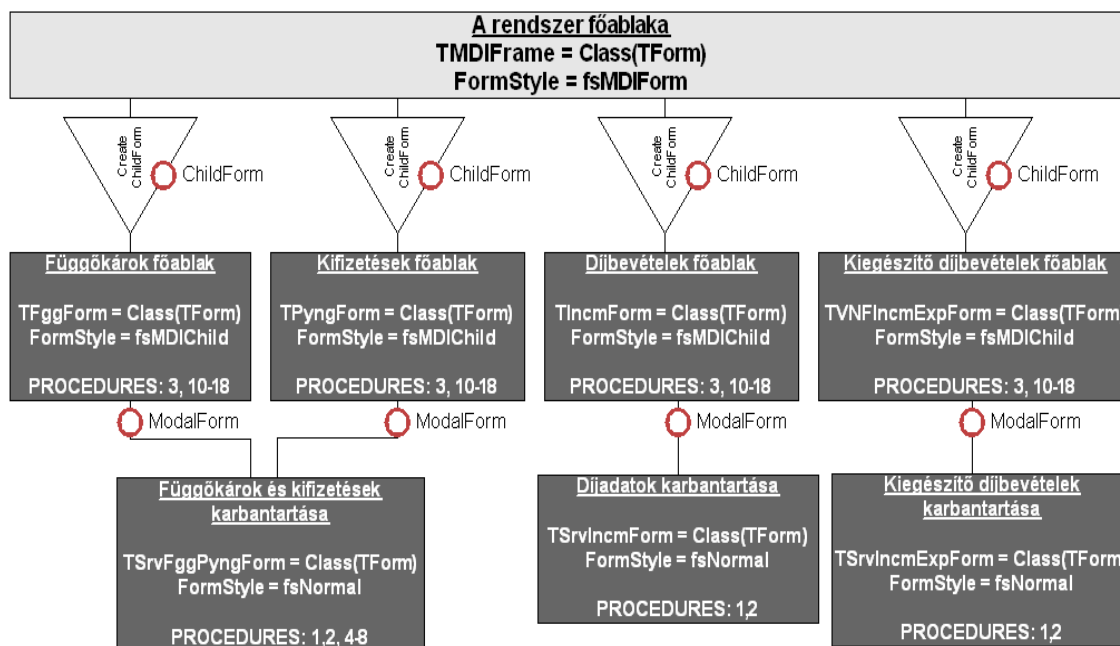 A rendszer főablaka
TMDIFrame = Class(TForm)
FormStyle = fsMDIForm
Create
ChildForm
ChildForm
Create
ChildForm
ChildForm
Create
ChildForm
ChildForm
Create
ChildForm
ChildForm
Függőkárok főablak
TFggForm = Class(TForm)
FormStyle = fsMDIChild
PROCEDURES: 3, 10-18
Kifizetések főablak
TPyngForm = Class(TForm)
FormStyle = fsMDIChild
PROCEDURES: 3, 10-18
Díjbevételek főablak
TIncmForm = Class(TForm)
FormStyle = fsMDIChild
PROCEDURES: 3, 10-18
Kiegészítő díjbevételek főablak
TVNFIncmExpForm = Class(TForm
FormStyle = fsMDIChild
PROCEDURES: 3, 10-18
ModalForm
ModalForm
ModalForm
ModalForm
Függőkárok és kifizetések
karbantartása
TSrvFggPyngForm = Class(TForm)
FormStyle = fsNormal
PROCEDURES: 1,2, 4-8
Díjadatok karbantartása
TSrvIncmForm = Class(TForm)
FormStyle = fsNormal
PROCEDURES: 1,2
Kiegészítő díjbevételek
karbantartása
TSrvIncmExpForm = Class(TForm
FormStyle = fsNormal
PROCEDURES: 1,2